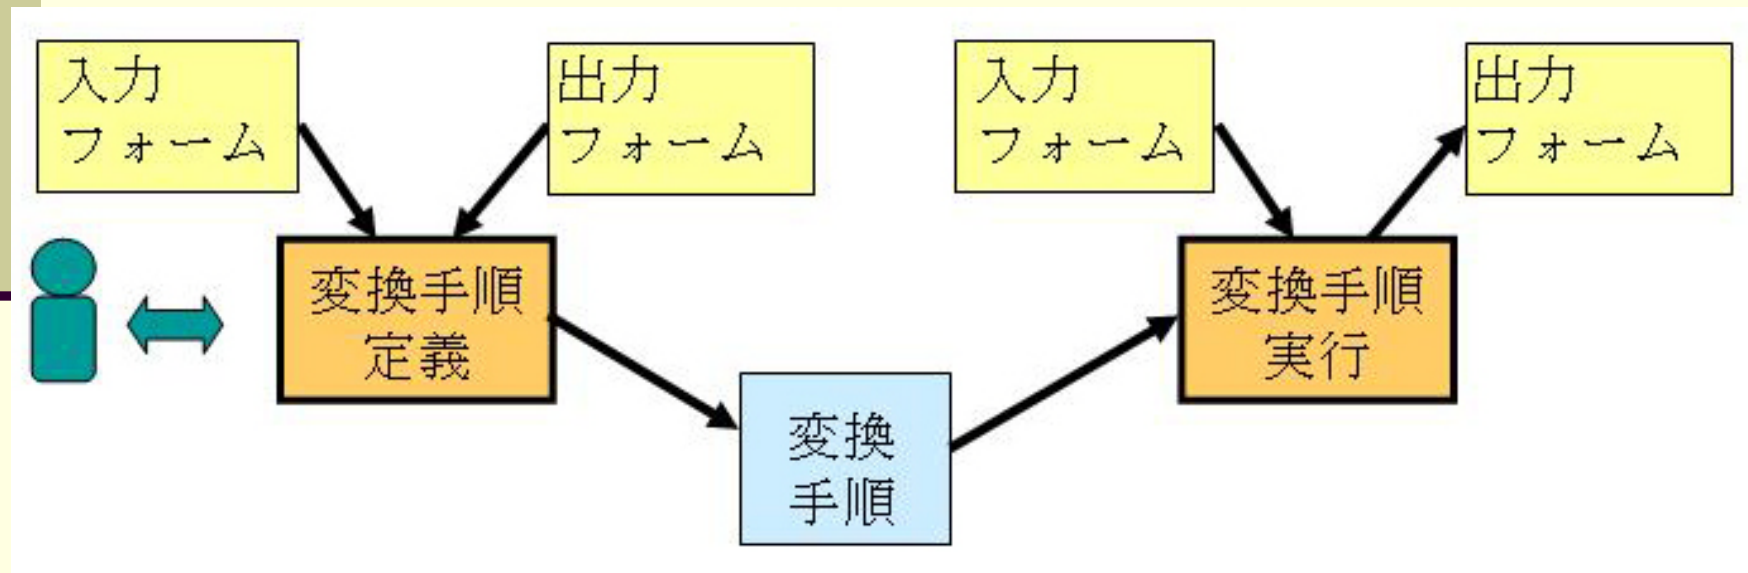 入力
フォーム
出力
フォーム
入力
フォーム
出力
フォーム
変換手順
定義
変換手順
実行
変換
手順